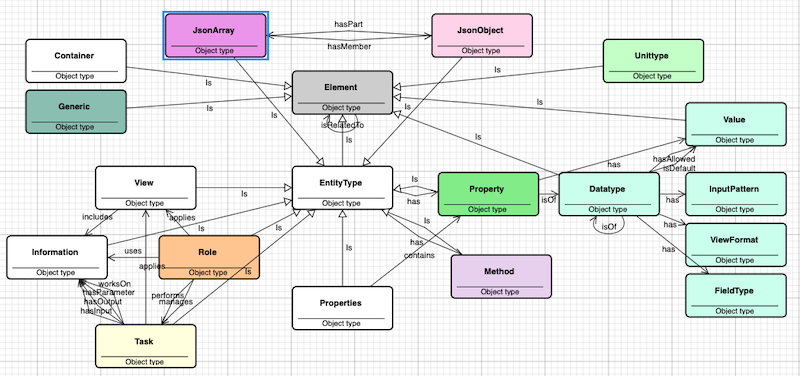 JsonArray
Object type
hasPart
hasMember
JsonObject
Object type
Container
Object type
Unittype
Object type
Is
Is
Generic
Object type
Is
Element
Object type
isRelatedTo
Is
Is
Is
Is
Is
Is
Value
Object type
hasAllowed
isDefault
has
View
Object type
Is
EntityType
Object type
Is
has
Property
Object type
isOf
Datatype
Object type
isOf
has
InputPattern
Object type
has
ViewFormat
Object type
has
FieldType
Object type
includes
applies
Is
Is
Is
Is
has
contains
Information
Object type
uses
applies
Role
Object type
Is
Method
Object type
worksOn
hasParameter
hasOutput
hasInput
performs
manages
Properties
Object type
Task
Object type